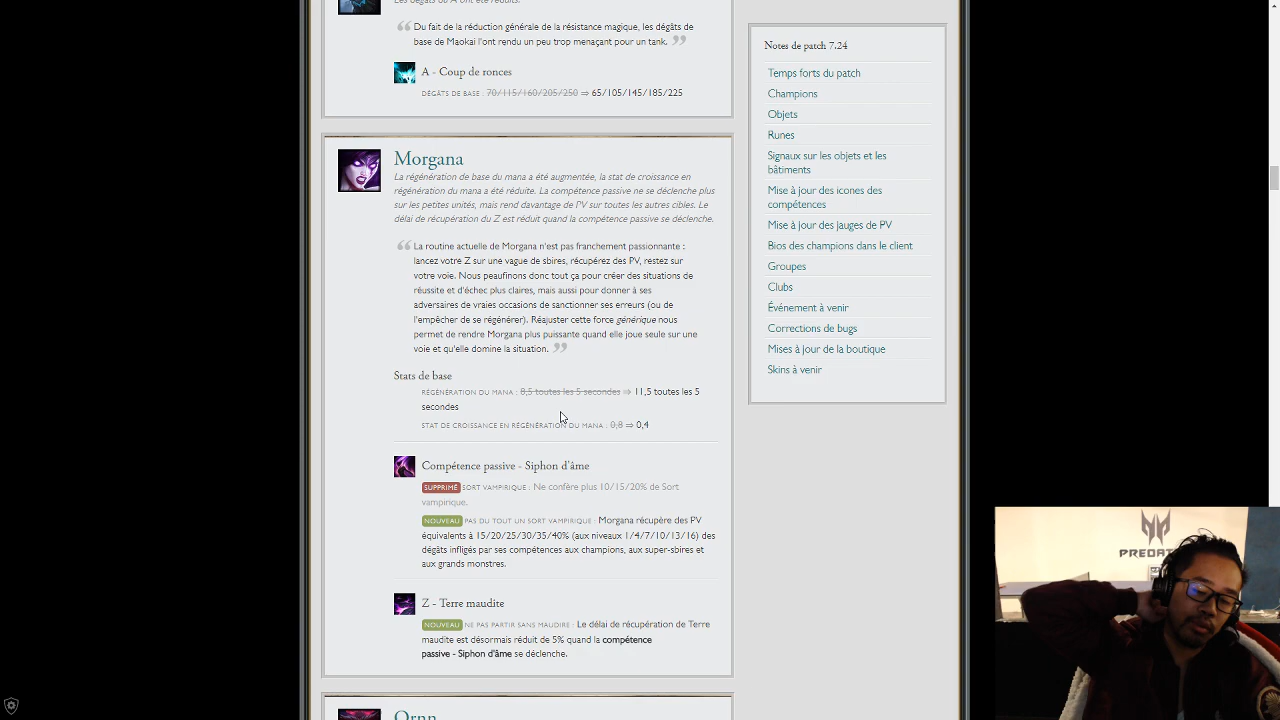 Les dégâts du A ont été réduits.
Du fait de la réduction générale de la résistance magique, les dégâts de
base de Maokaï l'ont rendu un peu trop menaçant pour un tank.
A - Coup de ronces
DÉGÂTS DE BASE : 70/115/160/205/250 ⇒ 65/105/145/185/225
Morgana
La régénération de base du mana a été augmentée, la stat de croissance en
régénération du mana a été réduite. La compétence passive ne se déclenche plus
sur les petites unités, mais rend davantage de PV sur toutes les autres cibles. Le
délai de récupération du Z est réduit quand la compétence passive se déclenche.
La routine actuelle de Morgana n'est pas franchement passionnante :
lancez votre Z sur une vague de sbires, récupérez des PV, restez sur
votre voie. Nous peaufinons donc tout ça pour créer des situations de
réussite et d'échec plus claires, mais aussi pour donner à ses
adversaires de vraies occasions de sanctionner ses erreurs (ou de
l'empêcher de se régénérer). Réajuster cette force générique nous
permet de rendre Morgana plus puissante quand elle joue seule sur une
voie et qu'elle domine la situation.
Stats de base
RÉGÉNÉRATION DU MANA : 8,5 toutes les 5 secondes ⇒ 11,5 toutes les 5
secondes
STAT DE CROISSANCE EN RÉGÉNÉRATION DU MANA : 0,8 ⇒ 0,4
Compétence passive - Siphon d'âme
SUPPRIMÉ SORT VAMPIRIQUE : Ne confère plus 10/15/20% de Sort
vampirique.
NOUVEAU PAS DU TOUT UN SORT VAMPIRIQUE : Morgana récupère des PV
équivalents à 15/20/25/30/35/40% (aux niveaux 1/4/7/10/13/16) des
dégâts infligés par ses compétences aux champions, aux super-sbires et
aux grands monstres.
Z - Terre maudite
NOUVEAU NE PAS PARTIR SANS MAUDIRE : Le délai de récupération de Terre
maudite est désormais réduit de 5% quand la compétence
passive - Siphon d'âme se déclenche.
Ornn
Notes de patch 7.24
Temps forts du patch
Champions
Objets
Runes
Signaux sur les objets et les
bâtiments
Mise à jour des icones des
compétences
Mise à jour des jauges de PV
Bios des champions dans le client
Groupes
Clubs
Événement à venir
Corrections de bugs
Mises à jour de la boutique
Skins à venir